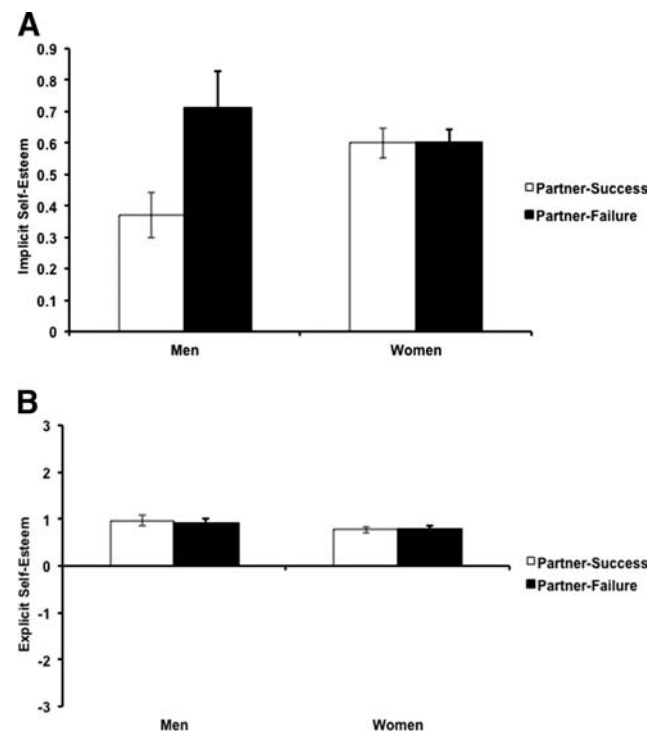 A
0.9
0.8
0.7
0.6
0.5
0.4
0.3
0.2
0.1
0
Implicit Self-Esteem
Men
Women
Partner-Success
Partner-Failure
B
3
2
1
0
-1
-2
-3
Explicit Self-Esteem
Men
Women
Partner-Success
Partner-Failure